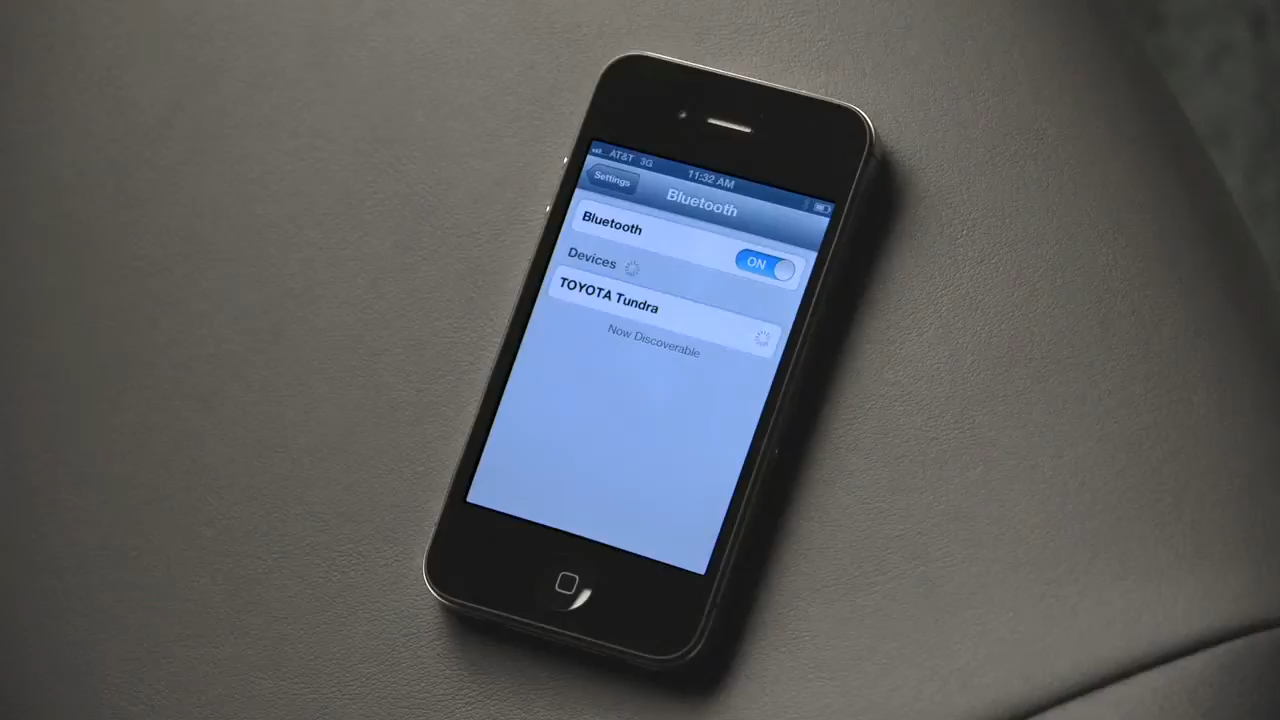 AT&T 3G
11:32 AM
Settings
Bluetooth
Bluetooth
ON
Devices
TOYOTA Tundra
Now Discoverable